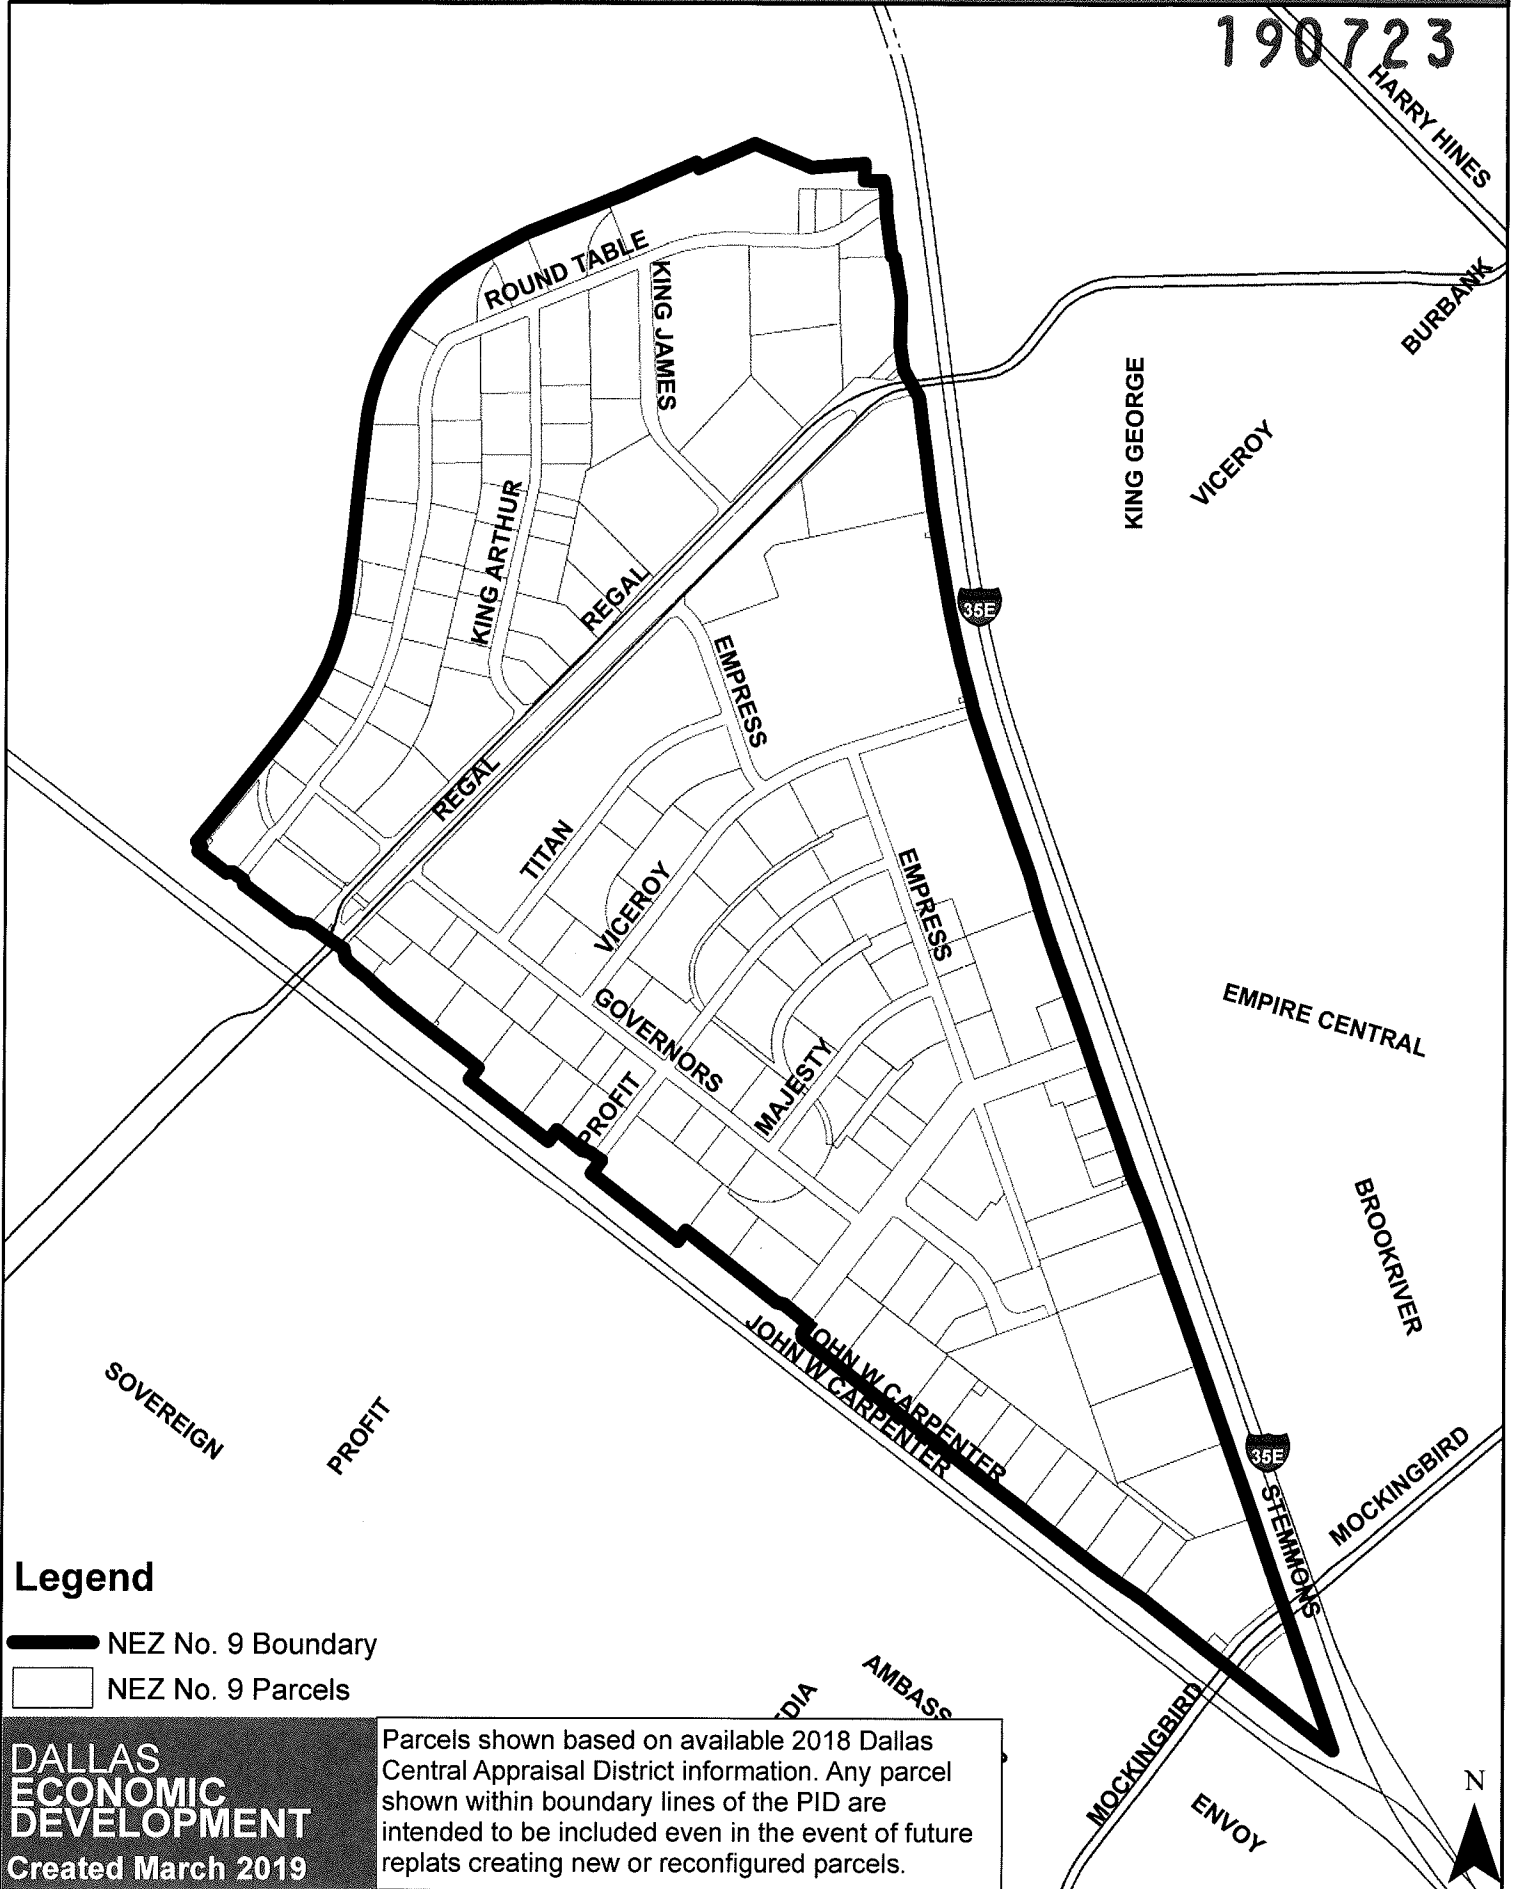 190723
HARRY HINES
ROUND TABLE
KING JAMES
BURBANK
KING GEORGE
VICEROY
KING ARTHUR
REGAL
35E
EMPRESS
REGAL
TITAN
VICEROY
EMPRESS
GOVERNORS
EMPIRE CENTRAL
MAJESTY
PROFIT
BROOKRIVER
JOHN W CARPENTER
JOHN W CARPENTER
SOVEREIGN
PROFIT
35E
MOCKINGBIRD
STEMMONS
Legend
NEZ No. 9 Boundary
NEZ No. 9 Parcels
AMBASS
EDIA
MOCKINGBIRD
ENVOY
N
DALLAS
ECONOMIC
DEVELOPMENT
Created March 2019
Parcels shown based on available 2018 Dallas
Central Appraisal District information. Any parcel
shown within boundary lines of the PID are
intended to be included even in the event of future
replats creating new or reconfigured parcels.